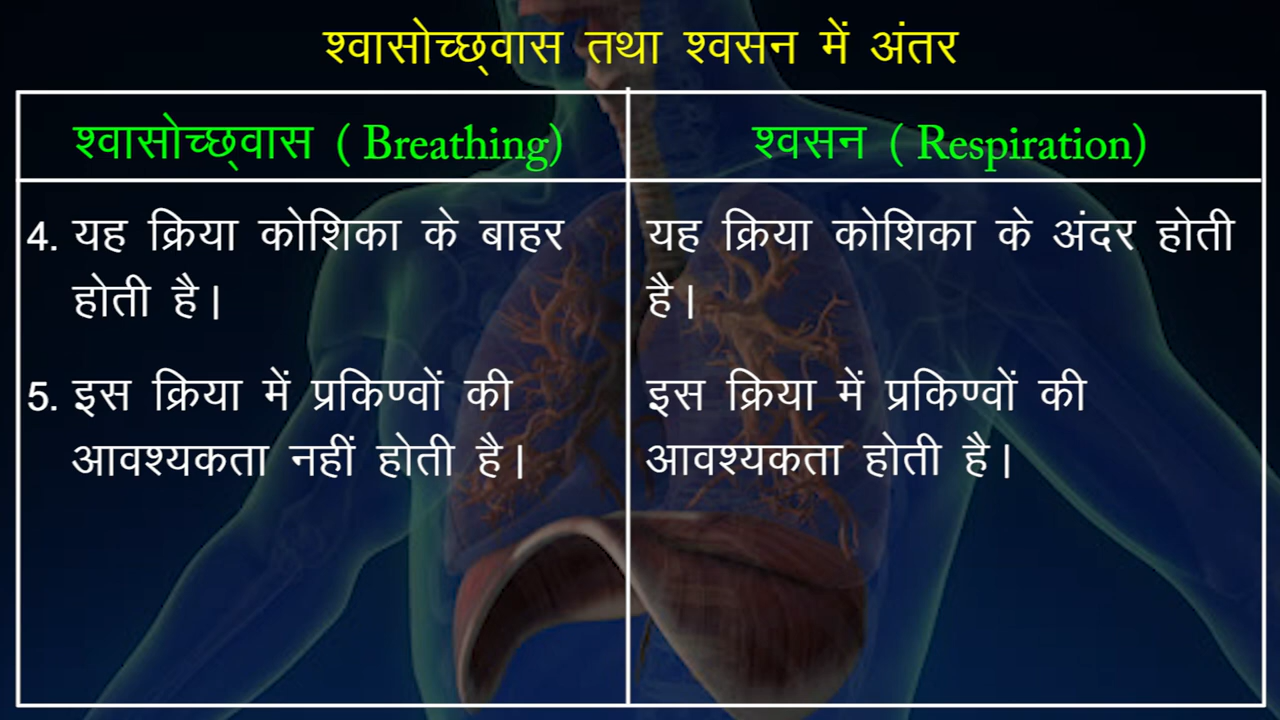 श्वासोच्छ्वास तथा श्वसन में अंतर
श्वासोच्छ्वास ( Breathing)
श्वसन ( Respiration)
4. यह क्रिया कोशिका के बाहर
होती है।
यह क्रिया कोशिका के अंदर होती
है।
5. इस क्रिया में प्रकिण्वों की
आवश्यकता नहीं होती है।
इस क्रिया में प्रकिण्वों की
आवश्यकता होती है।